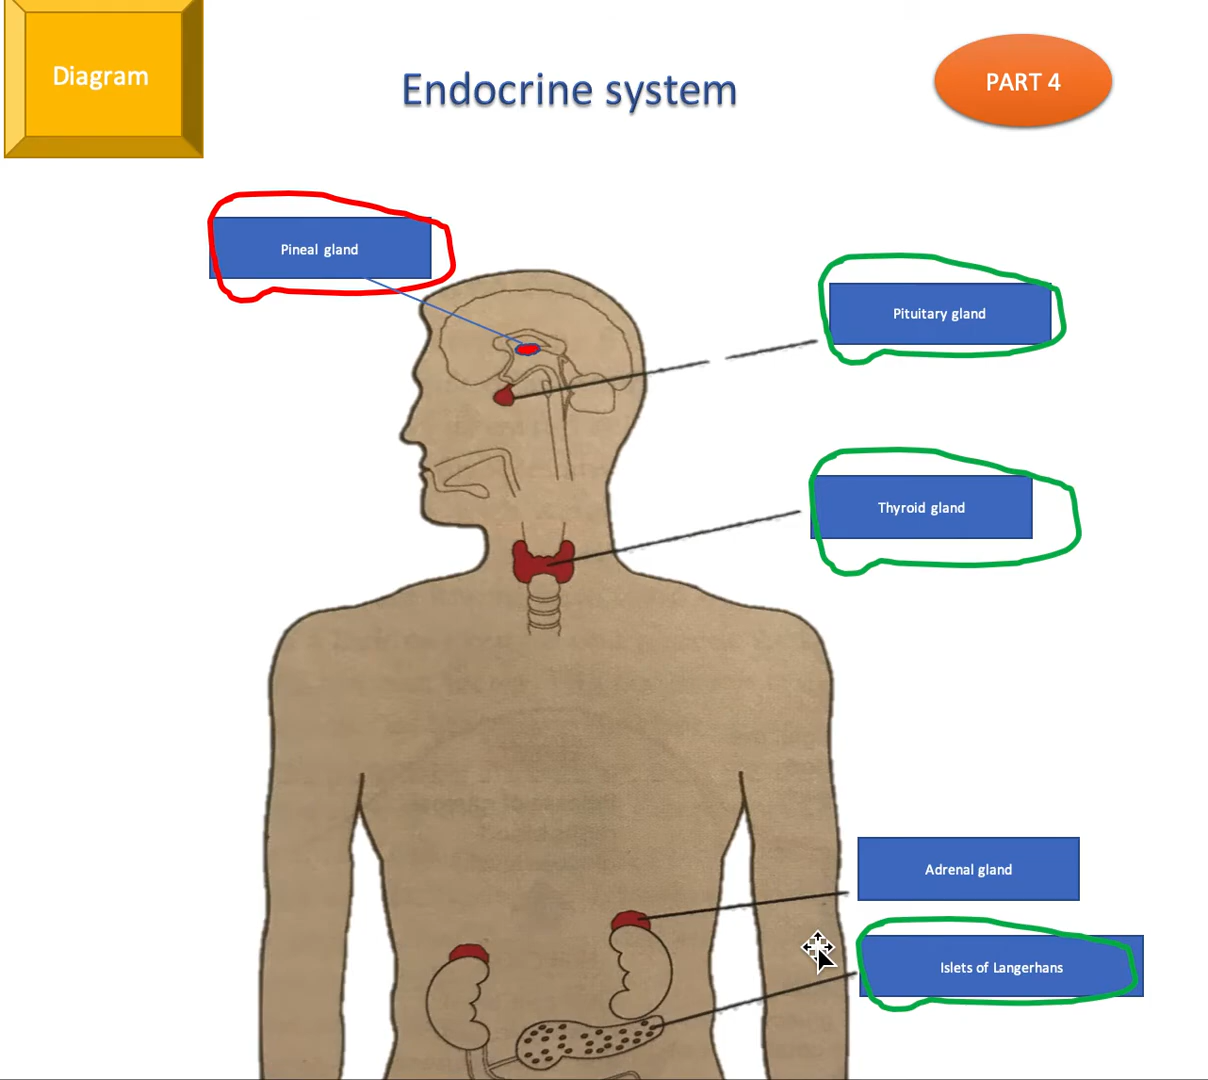 Diagram
Endocrine system
PART 4
Pineal gland
Pituitary gland
Thyroid gland
Adrenal gland
Islets of Langerhans